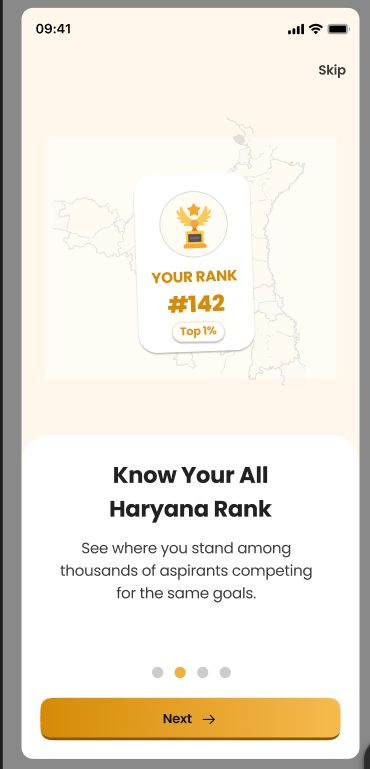 09:41
Skip
YOUR RANK
#142
Top 1%
Know Your All
Haryana Rank
See where you stand among
thousands of aspirants competing
for the same goals.
Next →